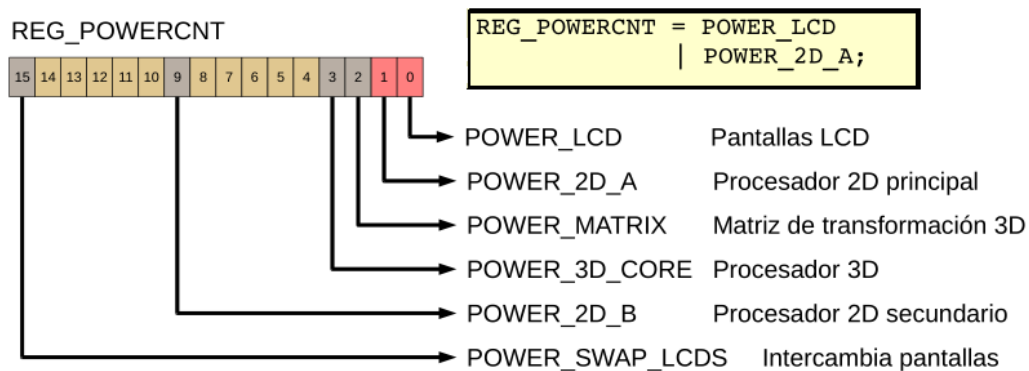 REG_POWERCNT
REG_POWERCNT = POWER_LCD
| POWER_2D_A;
15 14 13 12 11 10 9 8 7 6 5 4 3 2 1 0
POWER_LCD Pantallas LCD
POWER_2D_A Procesador 2D principal
POWER_MATRIX Matriz de transformación 3D
POWER_3D_CORE Procesador 3D
POWER_2D_B Procesador 2D secundario
POWER_SWAP_LCDS Intercambia pantallas